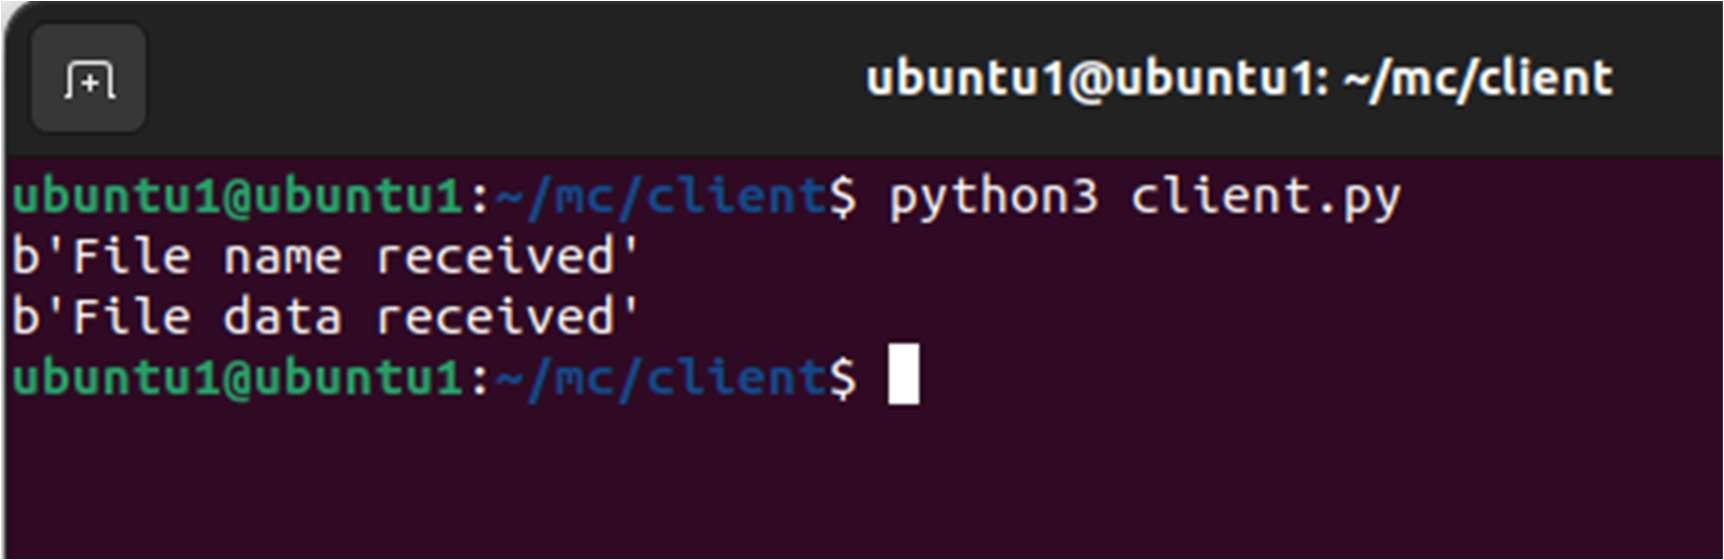 ubuntu1@ubuntu1: ~/mc/client
ubuntu1@ubuntu1:~/mc/client$ python3 client.py
b'File name received'
b'File data received'
ubuntu1@ubuntu1:~/mc/client$